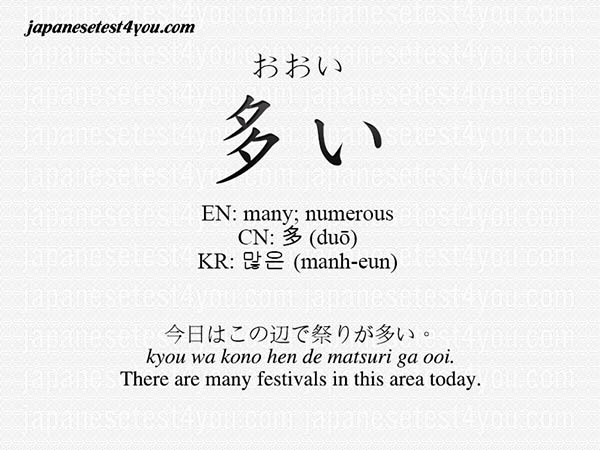 japanesetest4you.com
おおい
多い
EN: many; numerous
CN: 多 (duō)
KR: 많은 (manh-eun)
今日はこの辺で祭りが多い。
kyou wa kono hen de matsuri ga ooi.
There are many festivals in this area today.